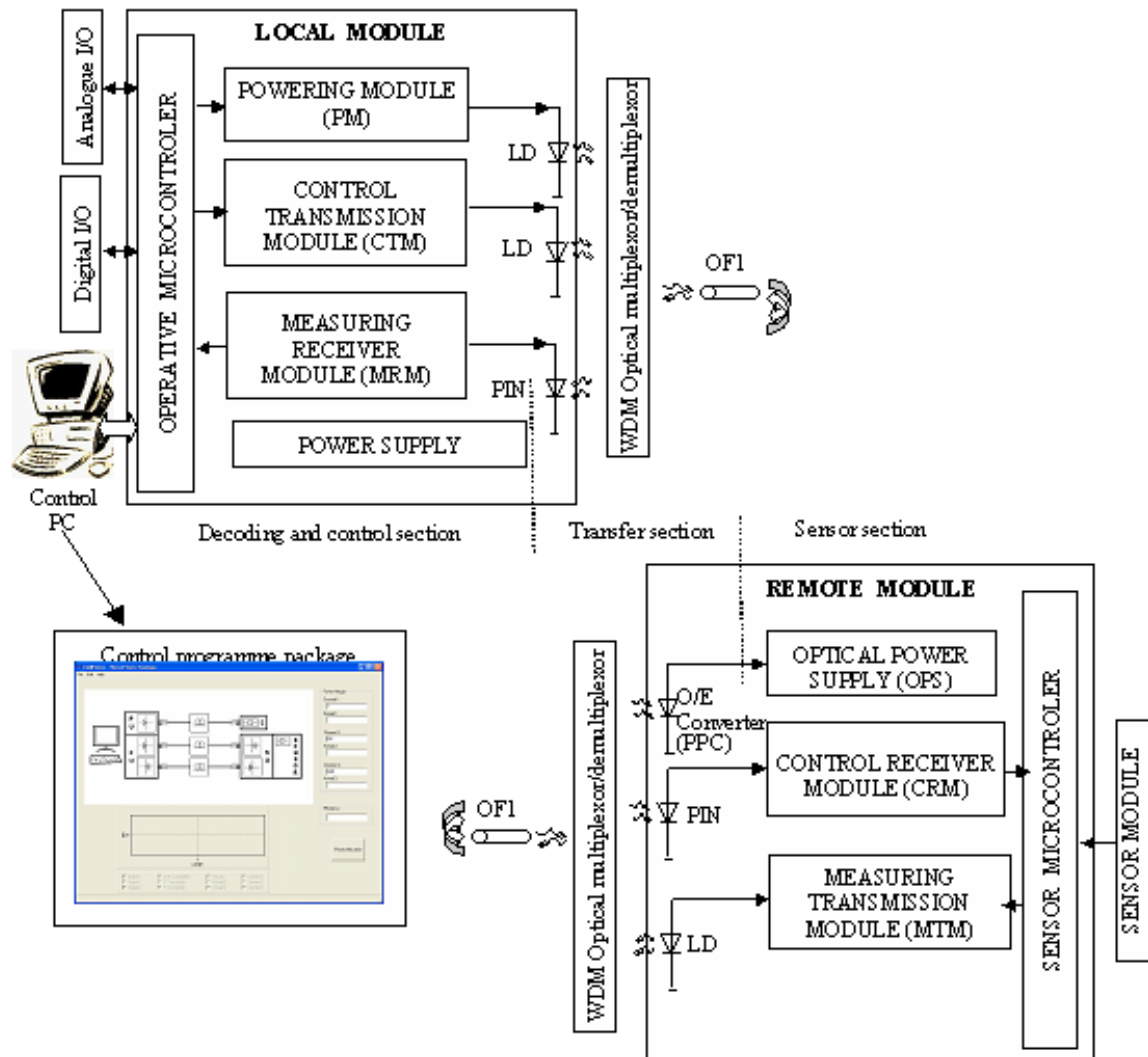 LOCAL MODULE
Analogue I/O
Digital I/O
OPERATIVE MICROCONTROLER
POWERING MODULE
(PM)
LD
CONTROL
TRANSMISSION
MODULE (CTM)
LD
MEASURING
RECEIVER
MODULE (MRM)
PIN
POWER SUPPLY
WDM Optical multiplexor/demultiplexor
OF1
Control
PC
Decoding and control section
Transfer section
Sensor section
Control programme package
REMOTE MODULE
OPTICAL POWER
SUPPLY (OPS)
O/E
Converter
(PPC)
CONTROL RECEIVER
MODULE (CRM)
PIN
OF1
WDM Optical multiplexor/demultiplexor
MEASURING
TRANSMISSION
MODULE (MTM)
LD
SENSOR MICROCONTROLER
SENSOR MODULE